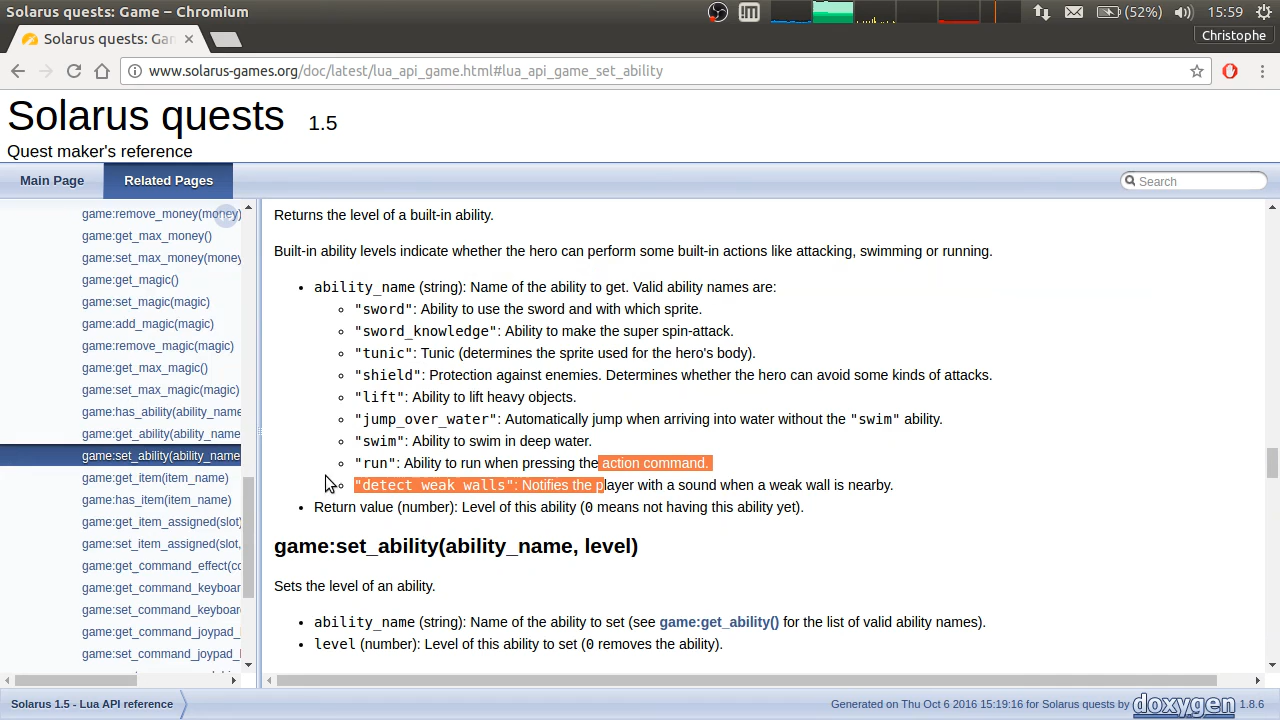 Solarus quests: Game – Chromium
(52%)
15:59
Solarus quests: Gam
Christophe
www.solarus-games.org/doc/latest/lua_api_game.html#lua_api_game_set_ability
Solarus quests 1.5
Quest maker's reference
Main Page
Related Pages
Search
game:remove_money(money)
game:get_max_money()
game:set_max_money(money
game:get_magic()
game:set_magic(magic)
game:add_magic(magic)
game:remove_magic(magic)
game:get_max_magic()
game:set_max_magic(magic)
game:has_ability(ability_name
game:get_ability(ability_name
game:set_ability(ability_name
game:get_item(item_name)
game:has_item(item_name)
game:get_item_assigned(slot)
game:set_item_assigned(slot,
game:get_command_effect(co
game:get_command_keyboar
game:set_command_keyboar
game:get_command_joypad_
game:set_command_joypad_
Returns the level of a built-in ability.
Built-in ability levels indicate whether the hero can perform some built-in actions like attacking, swimming or running.
• ability_name (string): Name of the ability to get. Valid ability names are:
◦ "sword": Ability to use the sword and with which sprite.
◦ "sword_knowledge": Ability to make the super spin-attack.
◦ "tunic": Tunic (determines the sprite used for the hero's body).
◦ "shield": Protection against enemies. Determines whether the hero can avoid some kinds of attacks.
◦ "lift": Ability to lift heavy objects.
◦ "jump_over_water": Automatically jump when arriving into water without the "swim" ability.
◦ "swim": Ability to swim in deep water.
◦ "run": Ability to run when pressing the action command.
◦ "detect_weak_walls": Notifies the player with a sound when a weak wall is nearby.
• Return value (number): Level of this ability (0 means not having this ability yet).
game:set_ability(ability_name, level)
Sets the level of an ability.
• ability_name (string): Name of the ability to set (see game:get_ability() for the list of valid ability names).
• level (number): Level of this ability to set (0 removes the ability).
Solarus 1.5 - Lua API reference
Generated on Thu Oct 6 2016 15:19:16 for Solarus quests by doxygen 1.8.6